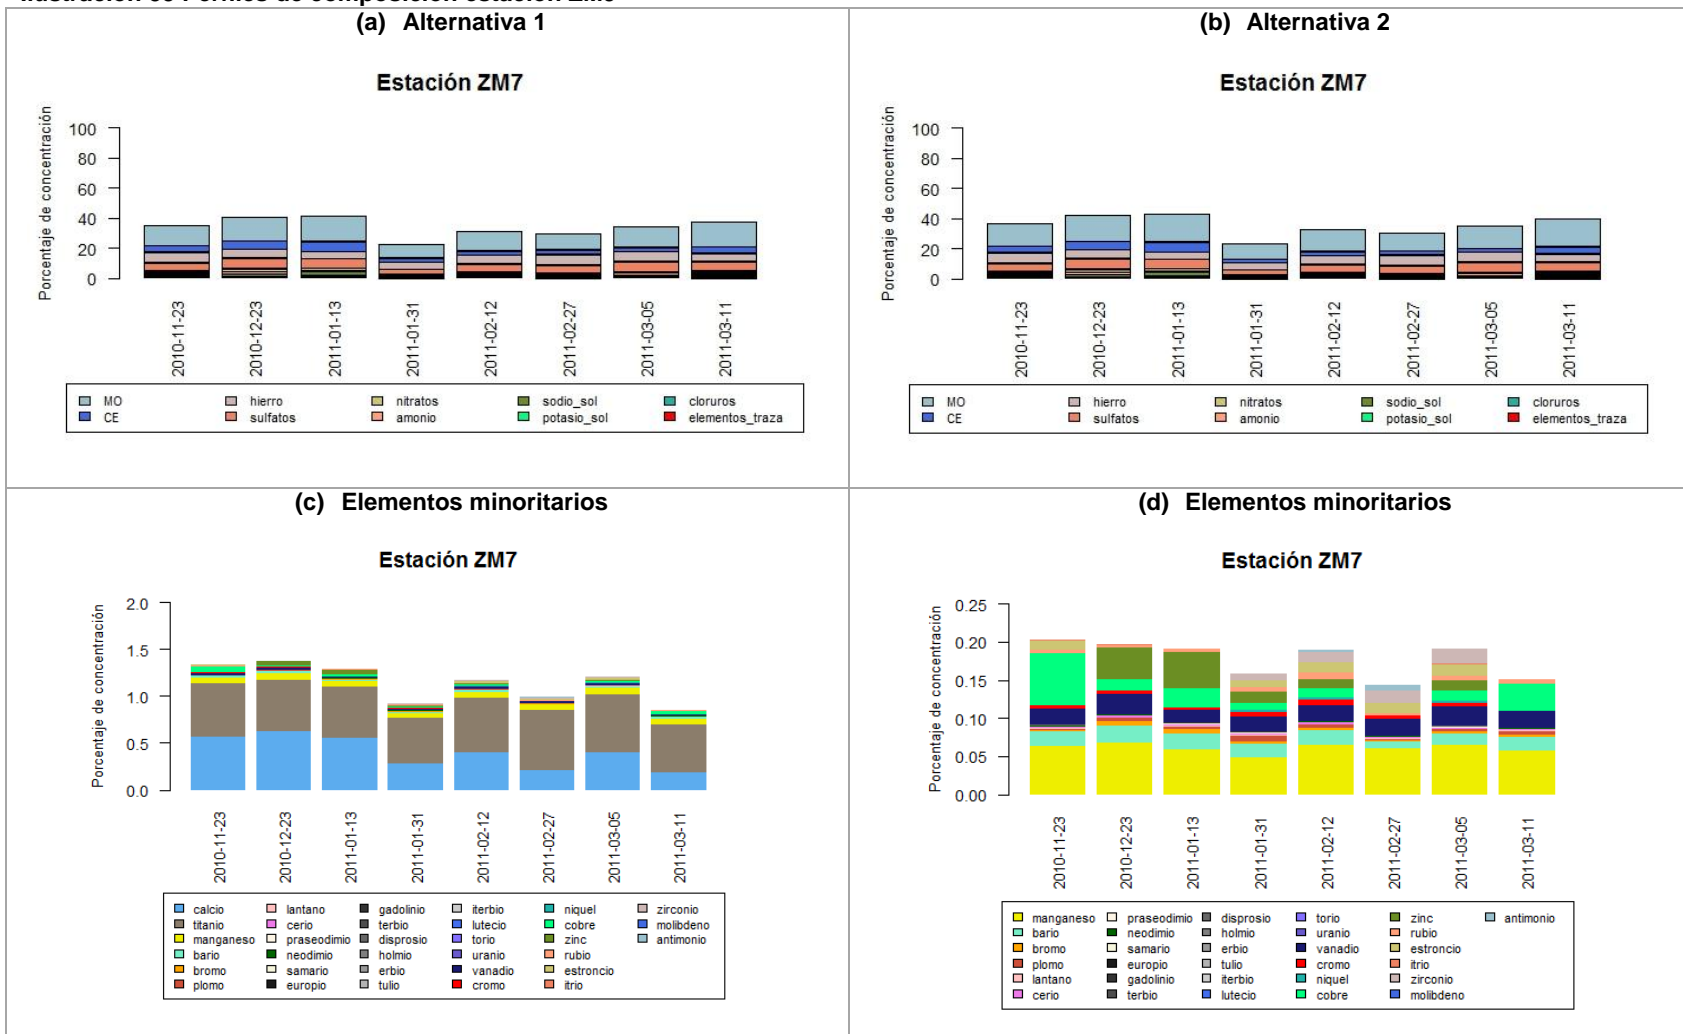 (a) Alternativa 1
Estación ZM7
Porcentaje de concentración
100
80
60
40
20
0
2010-11-23
2010-12-23
2011-01-13
2011-01-31
2011-02-12
2011-02-27
2011-03-05
2011-03-11
MO hierro nitratos sodio_sol cloruros
CE sulfatos amonio potasio_sol elementos_traza
(b) Alternativa 2
Estación ZM7
Porcentaje de concentración
100
80
60
40
20
0
2010-11-23
2010-12-23
2011-01-13
2011-01-31
2011-02-12
2011-02-27
2011-03-05
2011-03-11
MO hierro nitratos sodio_sol cloruros
CE sulfatos amonio potasio_sol elementos_traza
(c) Elementos minoritarios
Estación ZM7
Porcentaje de concentración
2.0
1.5
1.0
0.5
0.0
2010-11-23
2010-12-23
2011-01-13
2011-01-31
2011-02-12
2011-02-27
2011-03-05
2011-03-11
calcio lantano gadolinio iterbio niquel zirconio
titanio cerio terbio lutecio cobre molibdeno
manganeso praseodimio disprosio torio zinc antimonio
bario neodimio holmio uranio rubio
bromo samario erbio vanadio estroncio
plomo europio tulio cromo itrio
(d) Elementos minoritarios
Estación ZM7
Porcentaje de concentración
0.25
0.20
0.15
0.10
0.05
0.00
2010-11-23
2010-12-23
2011-01-13
2011-01-31
2011-02-12
2011-02-27
2011-03-05
2011-03-11
manganeso praseodimio disprosio torio zinc antimonio
bario neodimio holmio uranio rubio
bromo samario erbio vanadio estroncio
plomo europio tulio cromo itrio
lantano gadolinio iterbio niquel zirconio
cerio terbio lutecio cobre molibdeno